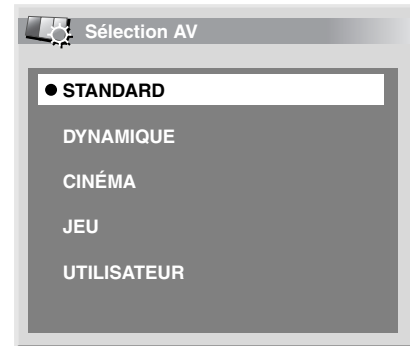 Sélection AV
STANDARD
DYNAMIQUE
CINÉMA
JEU
UTILISATEUR